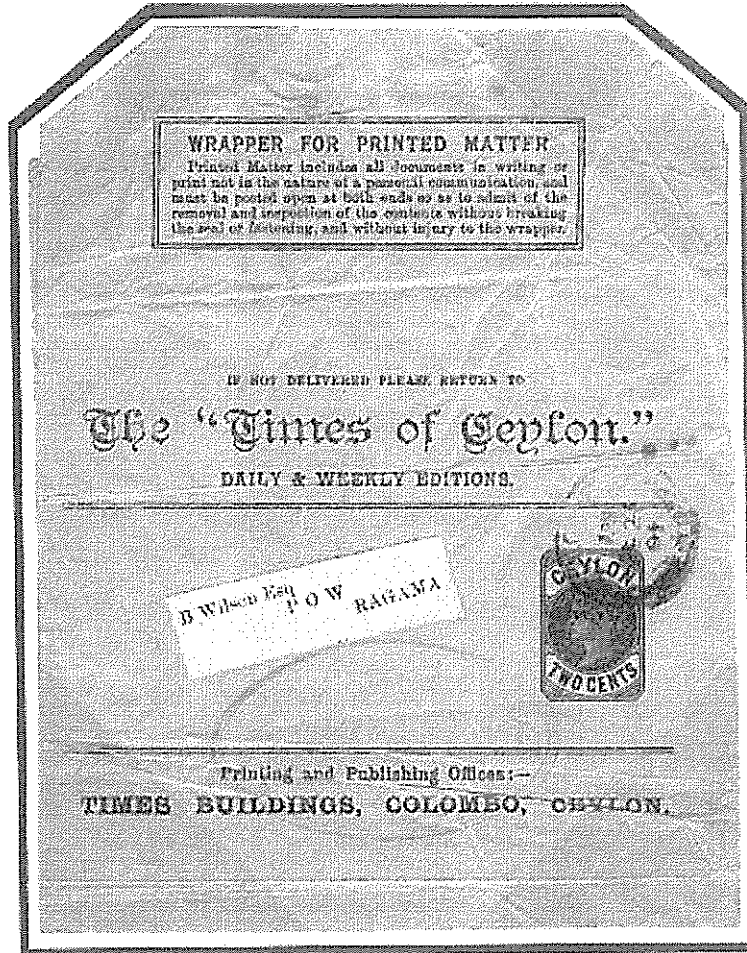 WRAPPER FOR PRINTED MATTER
Printed Matter includes all documents in writing or
print not in the nature of a personal communication, and
must be posted open at both ends so as to admit of the
removal and inspection of the contents without breaking
the seal or fastening, and without injury to the wrapper.
IF NOT DELIVERED PLEASE RETURN TO
The "Times of Ceylon."
DAILY & WEEKLY EDITIONS.
B Wilson Esq
P O W RAGAMA
CEYLON
TWO CENTS
Printing and Publishing Offices:—
TIMES BUILDINGS, COLOMBO, CEYLON.